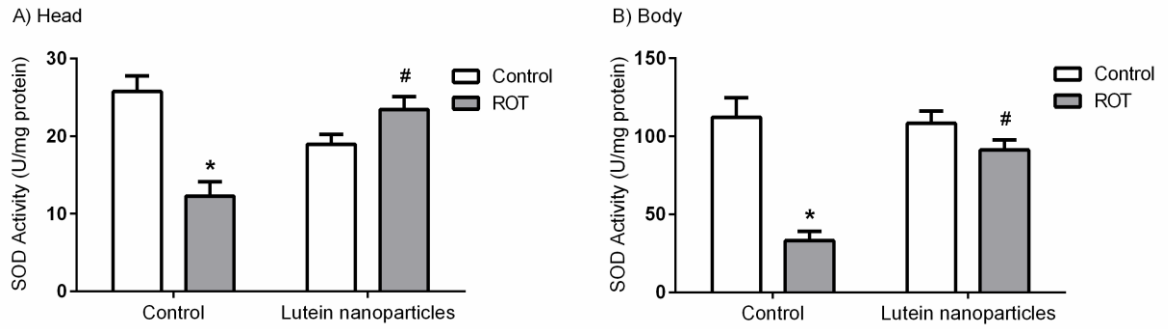 A) Head
SOD Activity (U/mg protein)
30
20
10
0
*
#
Control
ROT
Control
Lutein nanoparticles
B) Body
SOD Activity (U/mg protein)
150
100
50
0
*
#
Control
ROT
Control
Lutein nanoparticles